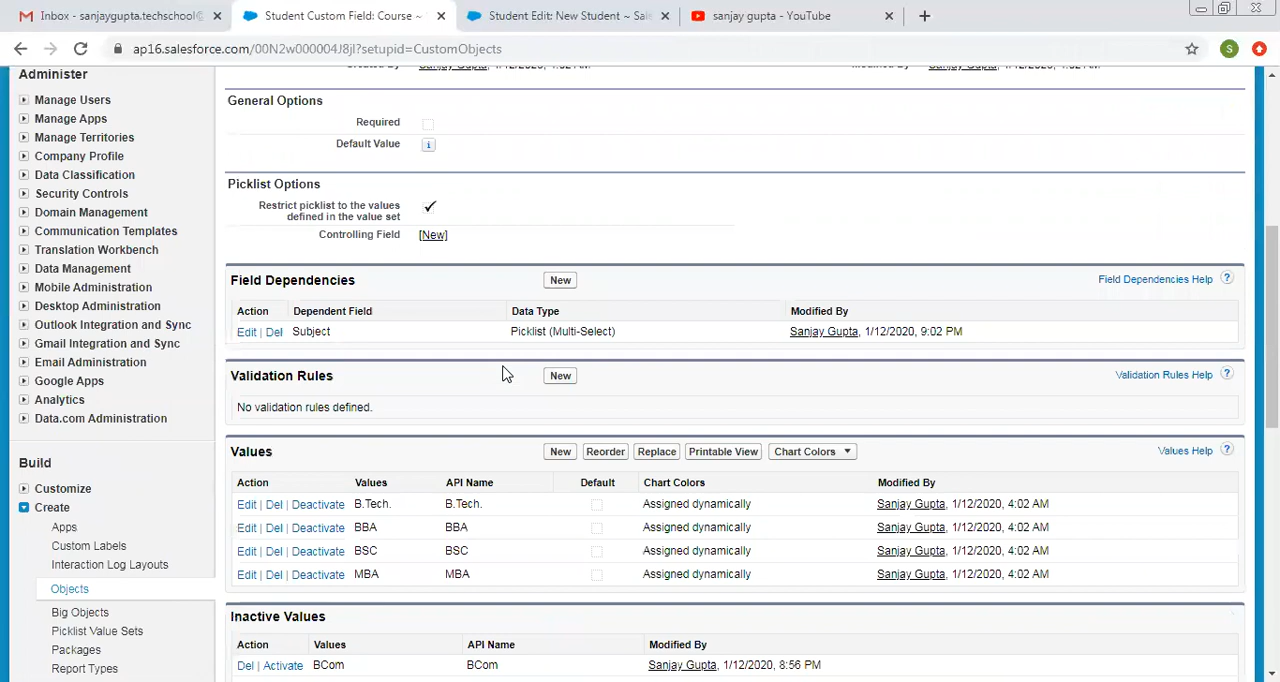 Inbox - sanjaygupta.techschool@
Student Custom Field: Course ~
Student Edit: New Student ~ Sal
sanjay gupta - YouTube
ap16.salesforce.com/00N2w000004J8jl?setupid=CustomObjects
S
Administer
Manage Users
Manage Apps
Manage Territories
Company Profile
Data Classification
Security Controls
Domain Management
Communication Templates
Translation Workbench
Data Management
Mobile Administration
Desktop Administration
Outlook Integration and Sync
Gmail Integration and Sync
Email Administration
Google Apps
Analytics
Data.com Administration
Build
Customize
Create
Apps
Custom Labels
Interaction Log Layouts
Objects
Big Objects
Picklist Value Sets
Packages
Report Types
Sanjay Gupta, 1/12/2020, 4:02 AM
Sanjay Gupta, 1/12/2020, 4:02 AM
General Options
Required
Default Value
Picklist Options
Restrict picklist to the values
defined in the value set
Controlling Field [New]
Field Dependencies New Field Dependencies Help ?
Action Dependent Field Data Type Modified By
Edit | Del Subject Picklist (Multi-Select) Sanjay Gupta, 1/12/2020, 9:02 PM
Validation Rules New Validation Rules Help ?
No validation rules defined.
Values New Reorder Replace Printable View Chart Colors Values Help ?
Action Values API Name Default Chart Colors Modified By
Edit | Del | Deactivate B.Tech. B.Tech. Assigned dynamically Sanjay Gupta, 1/12/2020, 4:02 AM
Edit | Del | Deactivate BBA BBA Assigned dynamically Sanjay Gupta, 1/12/2020, 4:02 AM
Edit | Del | Deactivate BSC BSC Assigned dynamically Sanjay Gupta, 1/12/2020, 4:02 AM
Edit | Del | Deactivate MBA MBA Assigned dynamically Sanjay Gupta, 1/12/2020, 4:02 AM
Inactive Values
Action Values API Name Modified By
Del | Activate BCom BCom Sanjay Gupta, 1/12/2020, 8:56 PM